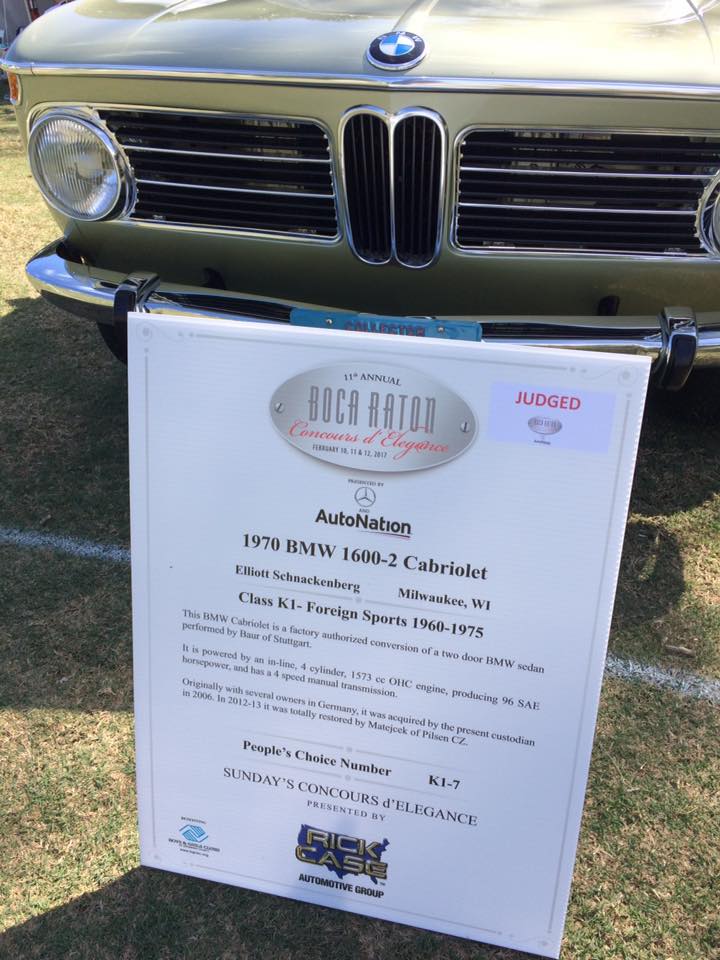 COLLECTOR
11th ANNUAL
BOCA RATON
Concours d'Elegance
FEBRUARY 10, 11 & 12, 2017
JUDGED
PRESENTED BY
AND
AutoNation
1970 BMW 1600-2 Cabriolet
Elliott Schnackenberg Milwaukee, WI
Class K1- Foreign Sports 1960-1975
This BMW Cabriolet is a factory authorized conversion of a two door BMW sedan
performed by Baur of Stuttgart.
It is powered by an in-line, 4 cylinder, 1573 cc OHC engine, producing 96 SAE
horsepower, and has a 4 speed manual transmission.
Originally with several owners in Germany, it was acquired by the present custodian
in 2006. In 2012-13 it was totally restored by Matejcek of Pilsen CZ.
People's Choice Number K1-7
SUNDAY'S CONCOURS d'ELEGANCE
PRESENTED BY
BENEFITING
BOYS & GIRLS CLUBS
RICK
CASE
AUTOMOTIVE GROUP